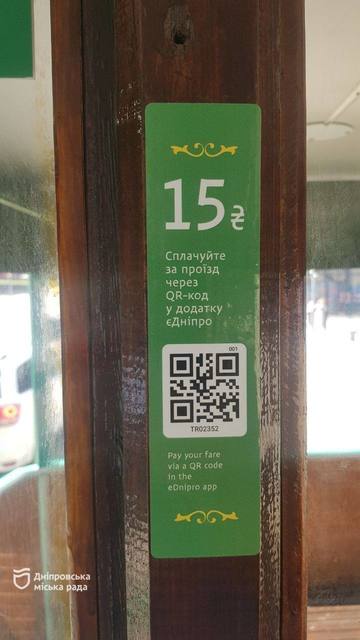 15₴
Сплачуйте
за проїзд
через
QR-код
у додатку
єДніпро
001
TR02352
Pay your fare
via a QR code
in the
eDnipro app
Дніпровська
міська рада